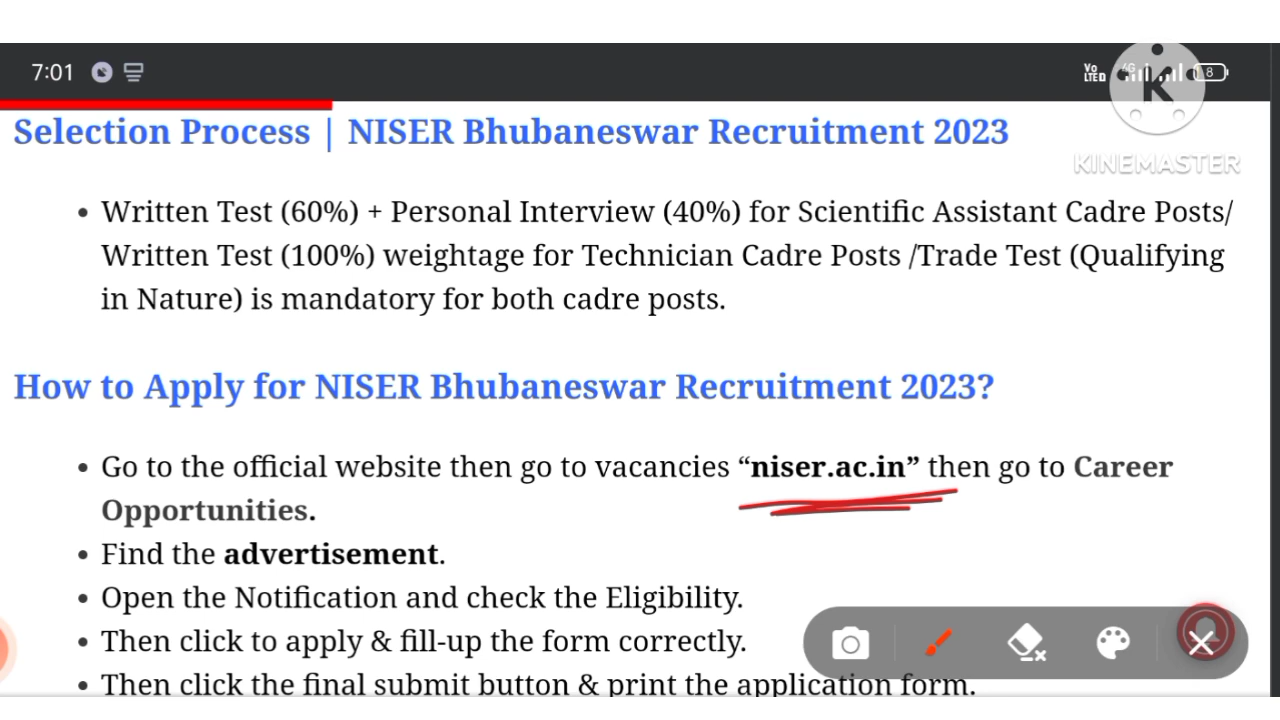 7:01 Vo LTED 4G 8
K
KINEMASTER
Selection Process | NISER Bhubaneswar Recruitment 2023
• Written Test (60%) + Personal Interview (40%) for Scientific Assistant Cadre Posts/
Written Test (100%) weightage for Technician Cadre Posts /Trade Test (Qualifying
in Nature) is mandatory for both cadre posts.
How to Apply for NISER Bhubaneswar Recruitment 2023?
• Go to the official website then go to vacancies “niser.ac.in” then go to Career
Opportunities.
• Find the advertisement.
• Open the Notification and check the Eligibility.
• Then click to apply & fill-up the form correctly.
• Then click the final submit button & print the application form.